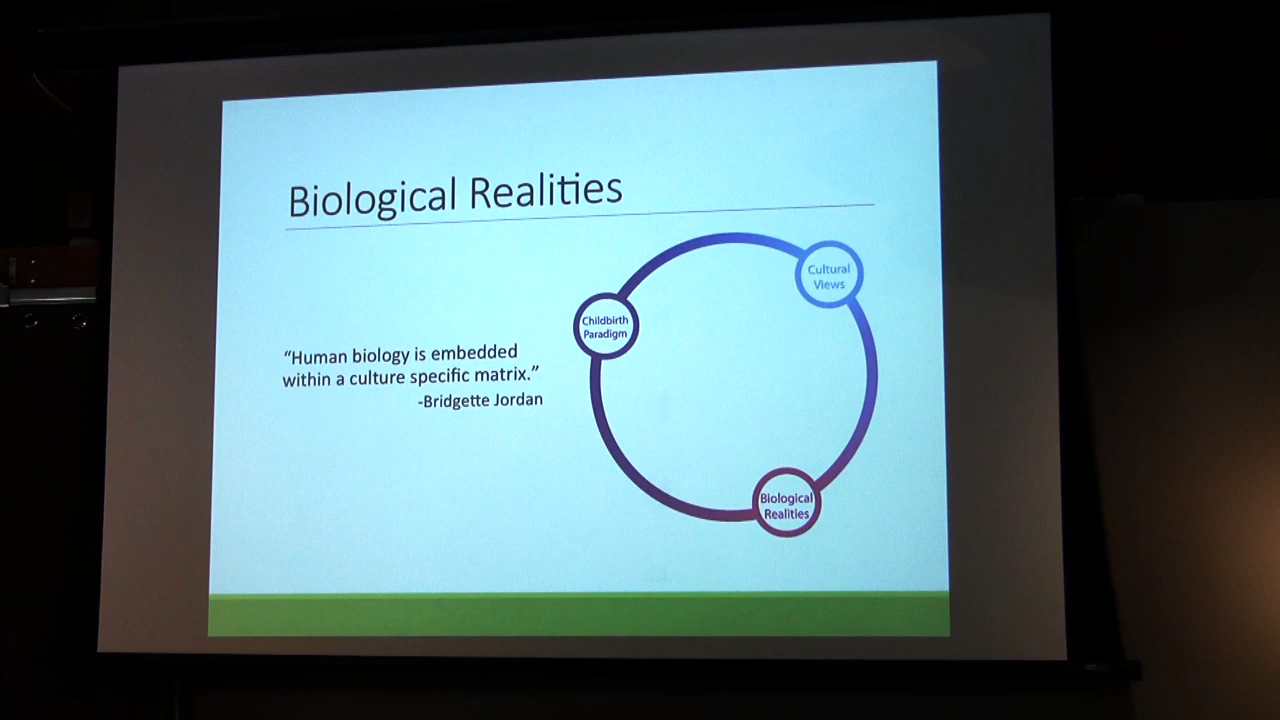 Biological Realities
Cultural
Views
Childbirth
Paradigm
“Human biology is embedded
within a culture specific matrix.”
-Bridgette Jordan
Biological
Realities